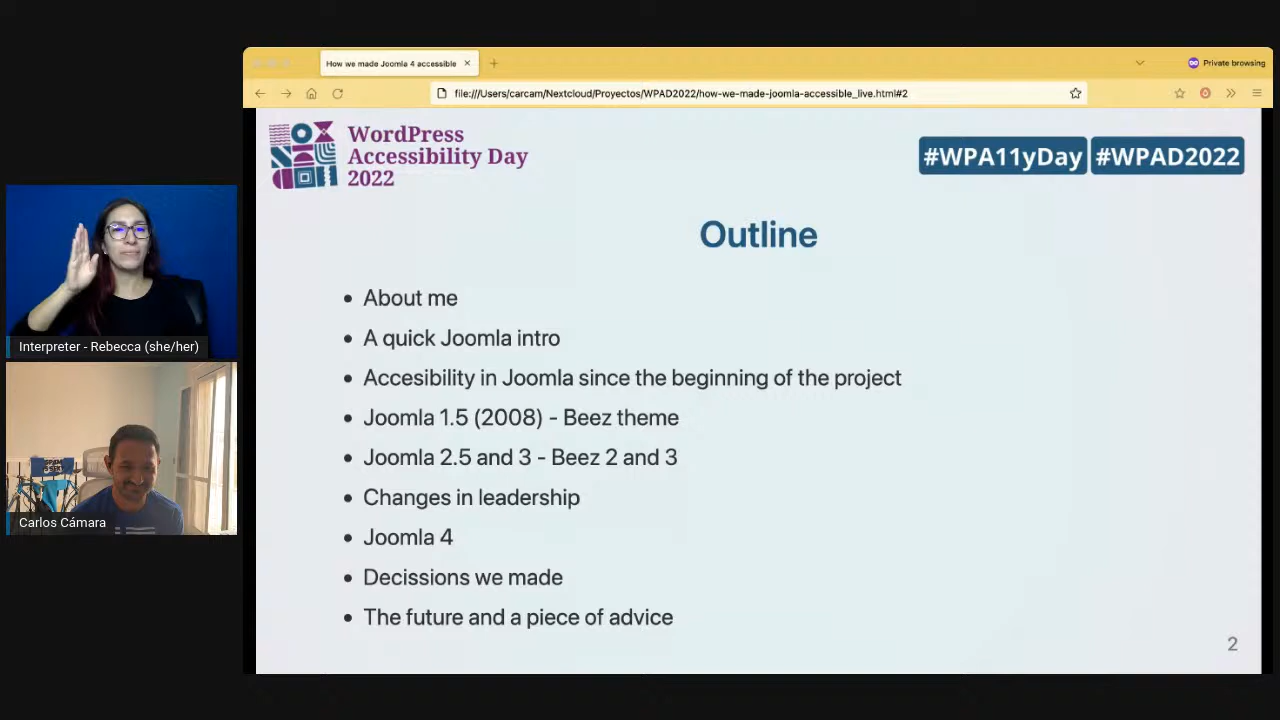 How we made Joomla 4 accessible
Private browsing
file:///Users/carcam/Nextcloud/Proyectos/WPAD2022/how-we-made-joomla-accessible_live.html#2
WordPress
Accessibility Day
2022
#WPA11yDay #WPAD2022
Outline
• About me
• A quick Joomla intro
• Accesibility in Joomla since the beginning of the project
• Joomla 1.5 (2008) - Beez theme
• Joomla 2.5 and 3 - Beez 2 and 3
• Changes in leadership
• Joomla 4
• Decissions we made
• The future and a piece of advice
2
Interpreter - Rebecca (she/her)
Carlos Cámara